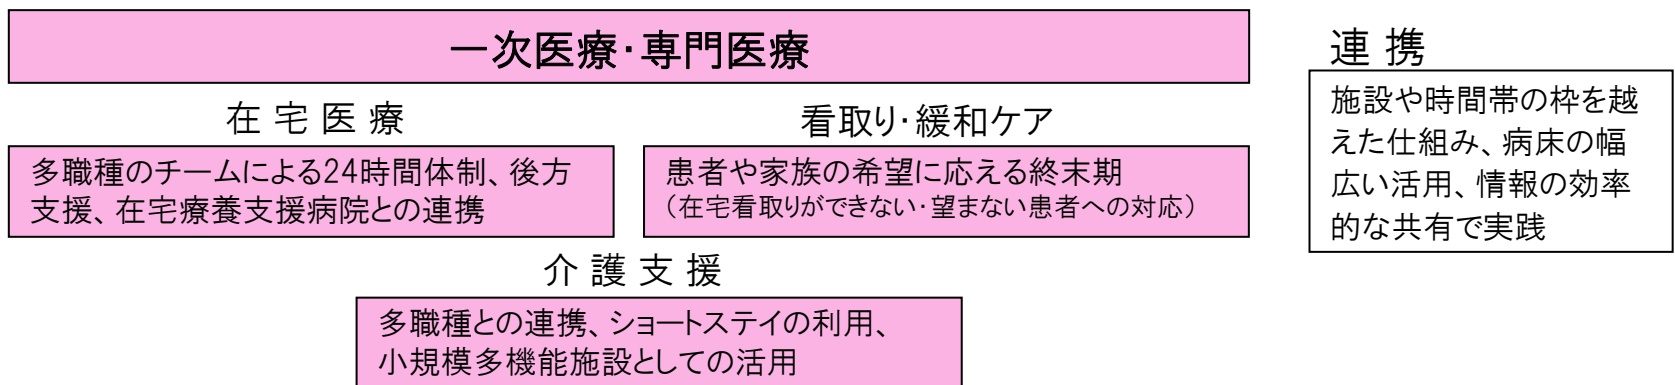 一次医療・専門医療
在宅医療
多職種のチームによる24時間体制、後方
支援、在宅療養支援病院との連携
看取り・緩和ケア
患者や家族の希望に応える終末期
(在宅看取りができない・望まない患者への対応)
介護支援
多職種との連携、ショートステイの利用、
小規模多機能施設としての活用
連携
施設や時間帯の枠を越
えた仕組み、病床の幅
広い活用、情報の効率
的な共有で実践